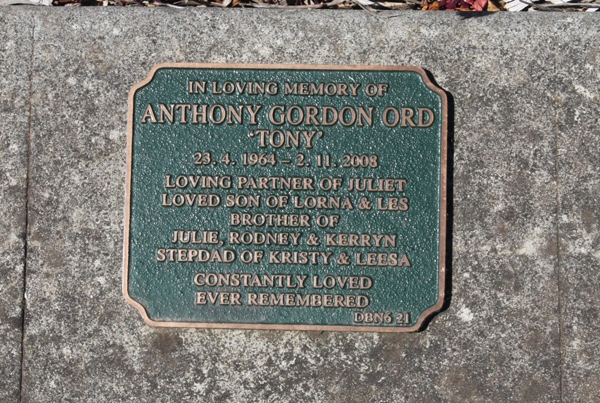 IN LOVING MEMORY OF
ANTHONY GORDON ORD
'TONY'
23. 4. 1964 – 2. 11. 2008
LOVING PARTNER OF JULIET
LOVED SON OF LORNA & LES
BROTHER OF
JULIE, RODNEY & KERRYN
STEPDAD OF KRISTY & LEESA
CONSTANTLY LOVED
EVER REMEMBERED
DBN6 21